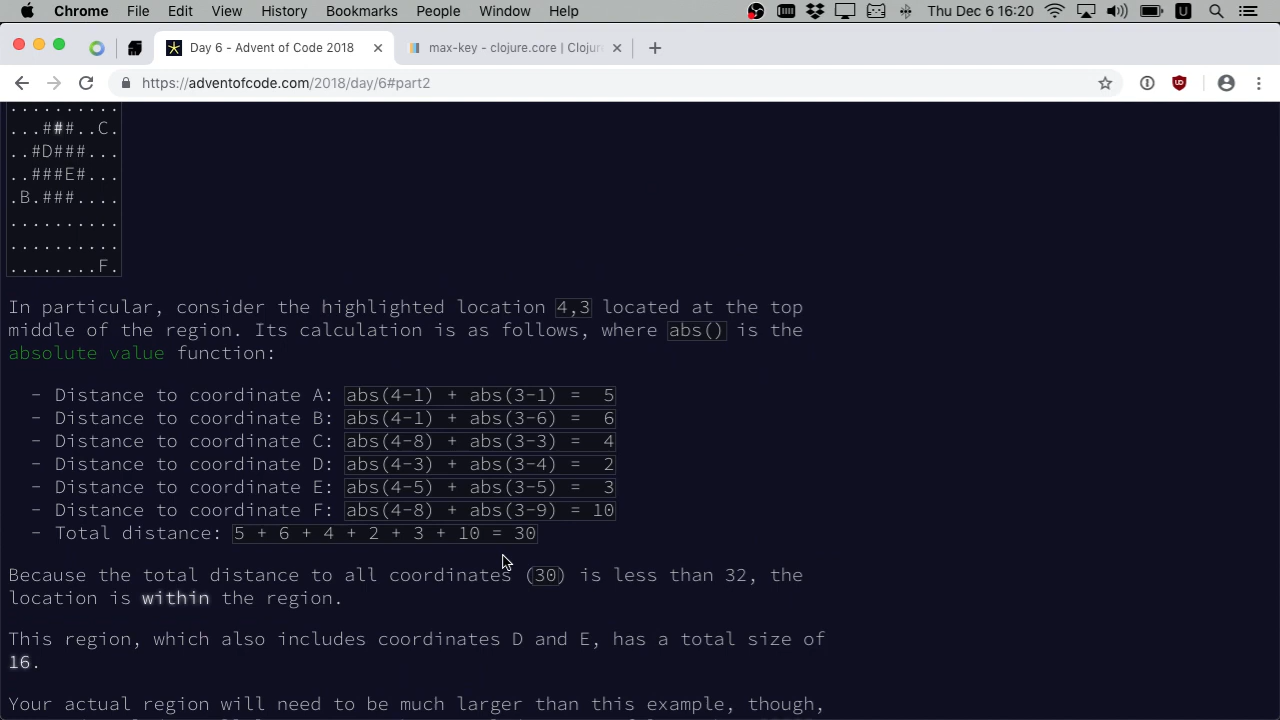 Chrome File Edit View History Bookmarks People Window Help Thu Dec 6 16:20
Day 6 - Advent of Code 2018 max-key - clojure.core | Clojur
https://adventofcode.com/2018/day/6#part2
..........
...###..C.
..#D###...
..###E#...
.B.###....
..........
..........
........F.
In particular, consider the highlighted location 4,3 located at the top
middle of the region. Its calculation is as follows, where abs() is the
absolute value function:
- Distance to coordinate A: abs(4-1) + abs(3-1) = 5
- Distance to coordinate B: abs(4-1) + abs(3-6) = 6
- Distance to coordinate C: abs(4-8) + abs(3-3) = 4
- Distance to coordinate D: abs(4-3) + abs(3-4) = 2
- Distance to coordinate E: abs(4-5) + abs(3-5) = 3
- Distance to coordinate F: abs(4-8) + abs(3-9) = 10
- Total distance: 5 + 6 + 4 + 2 + 3 + 10 = 30
Because the total distance to all coordinates (30) is less than 32, the
location is within the region.
This region, which also includes coordinates D and E, has a total size of
16.
Your actual region will need to be much larger than this example, though,